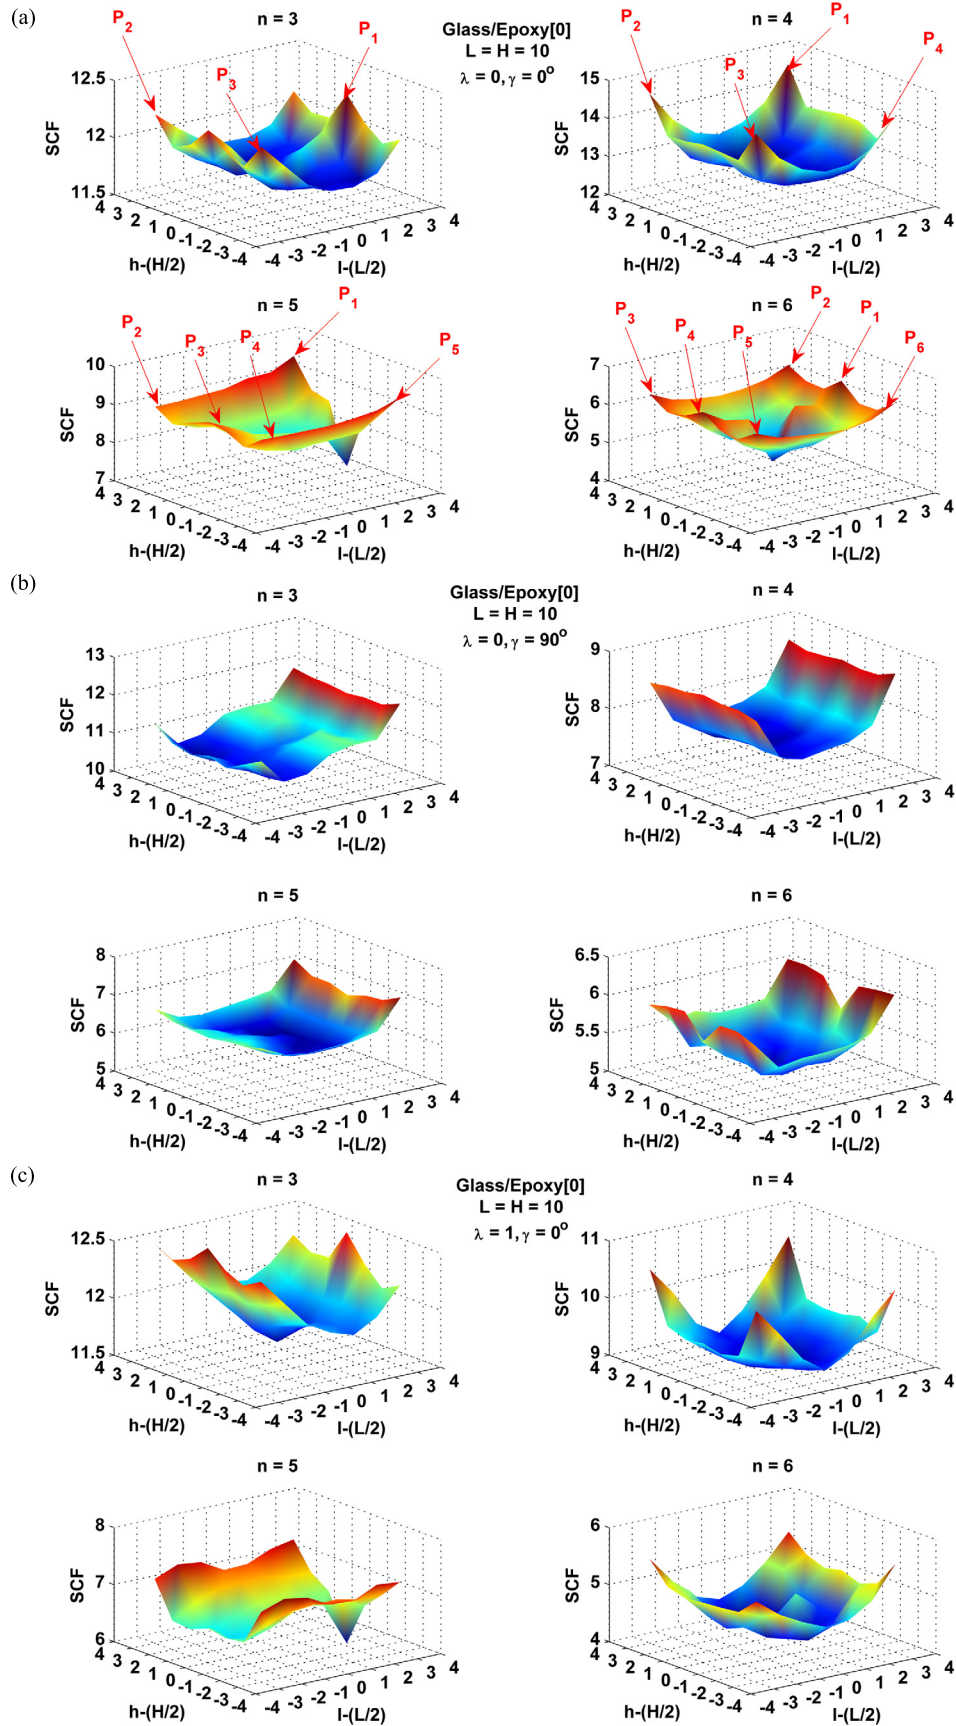 (a)
n = 3
Glass/Epoxy[0]
L = H = 10
λ = 0, γ = 0°
n = 4
P2
P3
P1
12.5
12
11.5
SCF
4 3 2 1 0 -1 -2 -3 -4
h-(H/2)
-4 -3 -2 -1 0 1 2 3 4
l-(L/2)
P2
P3
P1
P4
15
14
13
12
SCF
4 3 2 1 0 -1 -2 -3 -4
h-(H/2)
-4 -3 -2 -1 0 1 2 3 4
l-(L/2)
n = 5
P2
P3
P4
P1
P5
10
9
8
7
SCF
4 3 2 1 0 -1 -2 -3 -4
h-(H/2)
-4 -3 -2 -1 0 1 2 3 4
l-(L/2)
n = 6
P3
P4
P5
P2
P1
P6
7
6
5
4
SCF
4 3 2 1 0 -1 -2 -3 -4
h-(H/2)
-4 -3 -2 -1 0 1 2 3 4
l-(L/2)
(b)
n = 3
Glass/Epoxy[0]
L = H = 10
λ = 0, γ = 90°
n = 4
13
12
11
10
SCF
4 3 2 1 0 -1 -2 -3 -4
h-(H/2)
-4 -3 -2 -1 0 1 2 3 4
l-(L/2)
9
8
7
SCF
4 3 2 1 0 -1 -2 -3 -4
h-(H/2)
-4 -3 -2 -1 0 1 2 3 4
l-(L/2)
n = 5
8
7
6
5
SCF
4 3 2 1 0 -1 -2 -3 -4
h-(H/2)
-4 -3 -2 -1 0 1 2 3 4
l-(L/2)
n = 6
6.5
6
5.5
5
SCF
4 3 2 1 0 -1 -2 -3 -4
h-(H/2)
-4 -3 -2 -1 0 1 2 3 4
l-(L/2)
(c)
n = 3
Glass/Epoxy[0]
L = H = 10
λ = 1, γ = 0°
n = 4
12.5
12
11.5
SCF
4 3 2 1 0 -1 -2 -3 -4
h-(H/2)
-4 -3 -2 -1 0 1 2 3 4
l-(L/2)
11
10
9
SCF
4 3 2 1 0 -1 -2 -3 -4
h-(H/2)
-4 -3 -2 -1 0 1 2 3 4
l-(L/2)
n = 5
8
7
6
SCF
4 3 2 1 0 -1 -2 -3 -4
h-(H/2)
-4 -3 -2 -1 0 1 2 3 4
l-(L/2)
n = 6
6
5
4
SCF
4 3 2 1 0 -1 -2 -3 -4
h-(H/2)
-4 -3 -2 -1 0 1 2 3 4
l-(L/2)